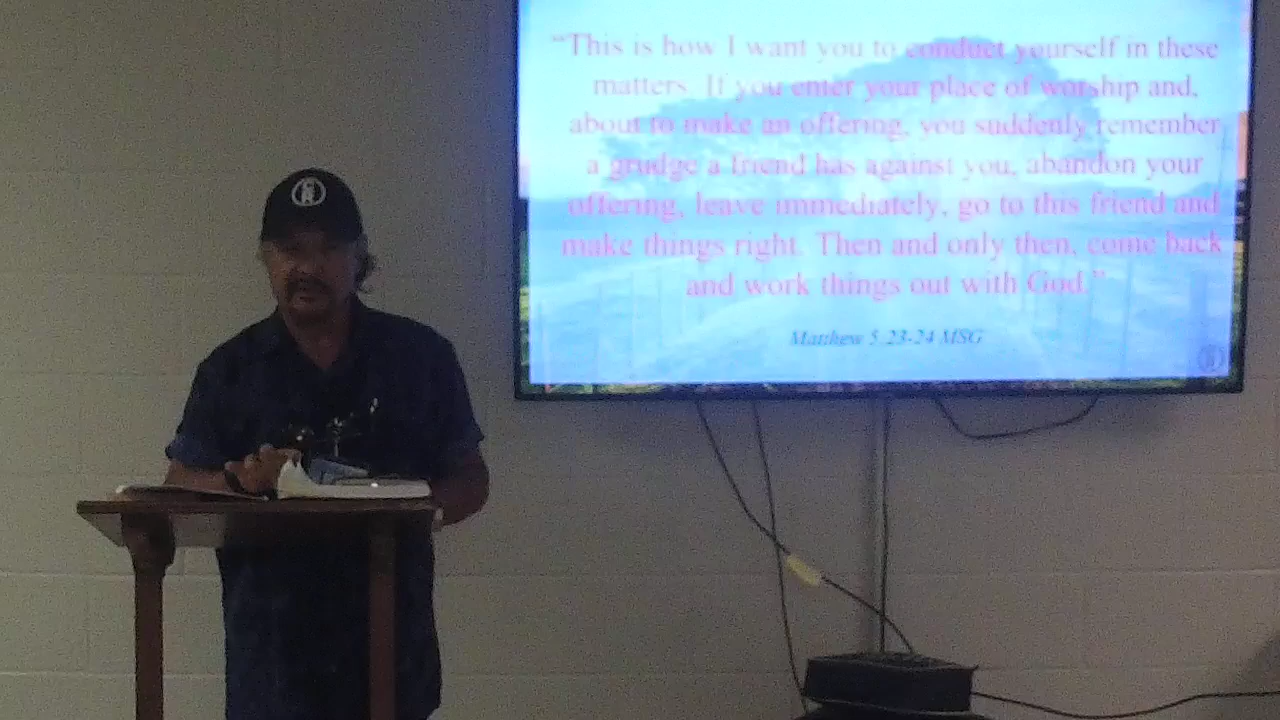 “This is how I want you to conduct yourself in these
matters. If you enter your place of worship and,
about to make an offering, you suddenly remember
a grudge a friend has against you, abandon your
offering, leave immediately, go to this friend and
make things right. Then and only then, come back
and work things out with God.”
Matthew 5.23-24 MSG